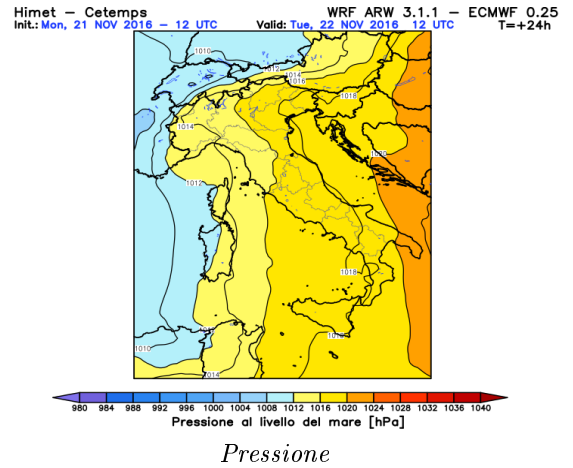 Himet – Cetemps WRF ARW 3.1.1 – ECMWF 0.25
Init.: Mon, 21 NOV 2016 – 12 UTC Valid: Tue, 22 NOV 2016 12 UTC T=+24h
1010
1012
1014
1016
1018
1014
1020
1012
1018
1016
1010
1014
980 984 988 992 996 1000 1004 1008 1012 1016 1020 1024 1028 1032 1036 1040
Pressione al livello del mare [hPa]
Pressione